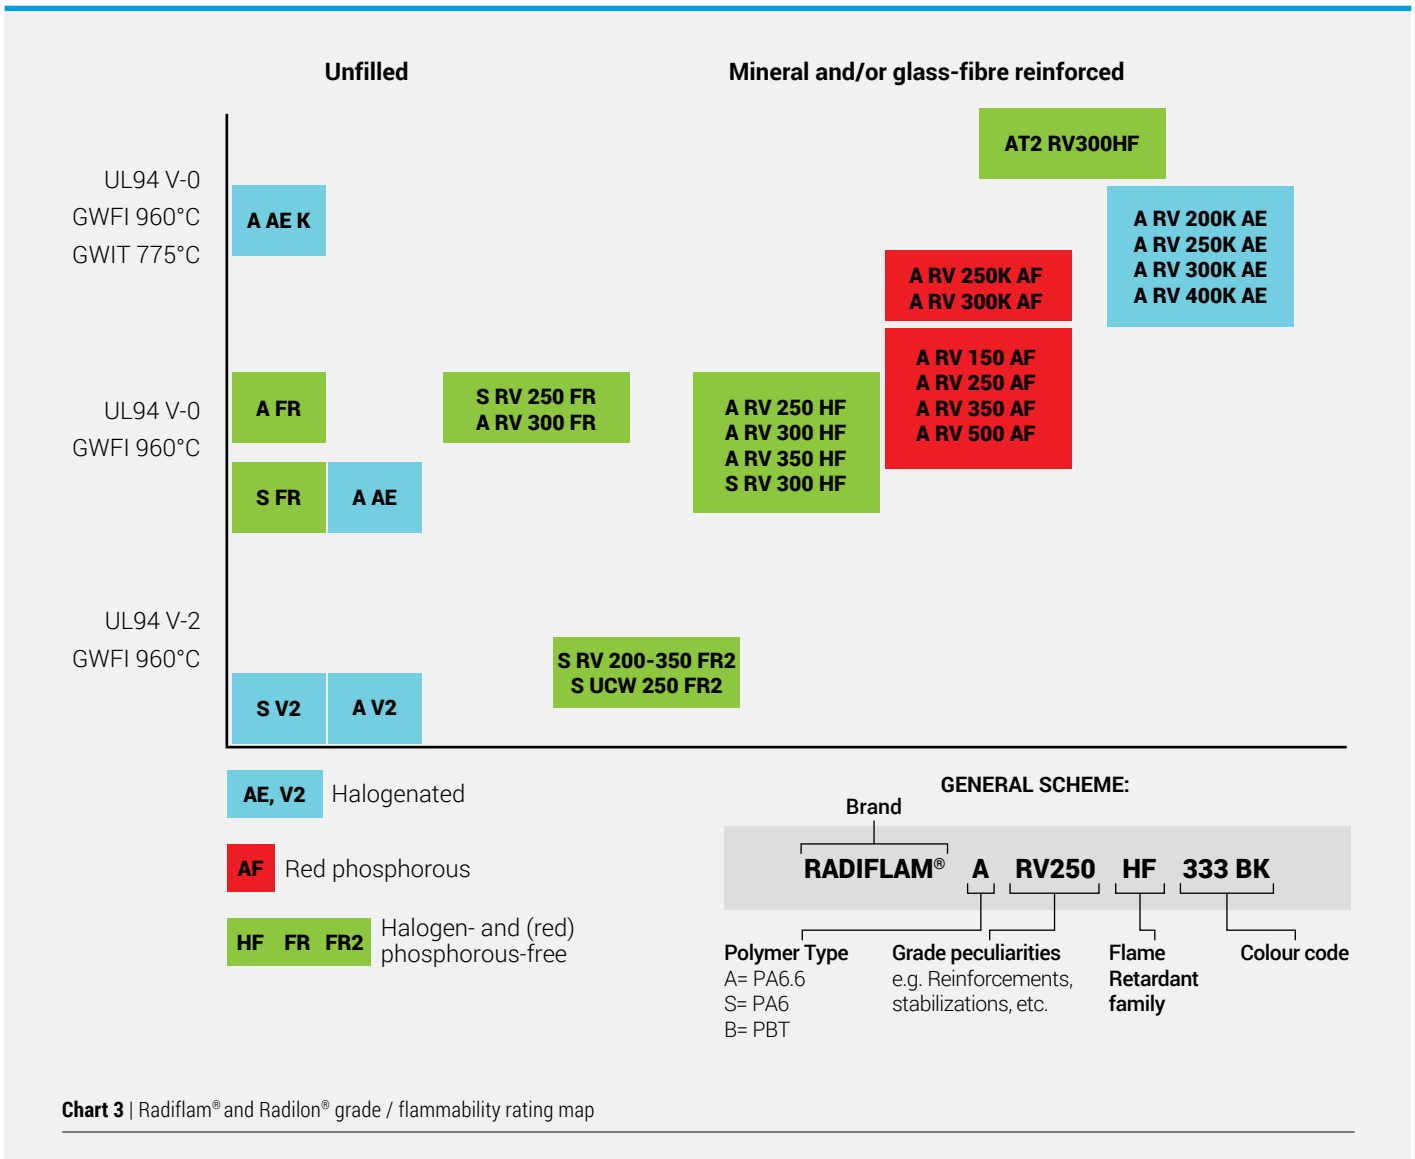 Unfilled
Mineral and/or glass-fibre reinforced
UL94 V-0
GWFI 960°C
GWIT 775°C
A AE K
AT2 RV300HF
A RV 200K AE
A RV 250K AE
A RV 300K AE
A RV 400K AE
A RV 250K AF
A RV 300K AF
A RV 150 AF
A RV 250 AF
A RV 350 AF
A RV 500 AF
UL94 V-0
GWFI 960°C
A FR
S RV 250 FR
A RV 300 FR
A RV 250 HF
A RV 300 HF
A RV 350 HF
S RV 300 HF
S FR
A AE
UL94 V-2
GWFI 960°C
S RV 200-350 FR2
S UCW 250 FR2
S V2
A V2
AE, V2 Halogenated
AF Red phosphorous
HF FR FR2 Halogen- and (red)
phosphorous-free
GENERAL SCHEME:
Brand
RADIFLAM® A RV250 HF 333 BK
Polymer Type
A= PA6.6
S= PA6
B= PBT
Grade peculiarities
e.g. Reinforcements,
stabilizations, etc.
Flame
Retardant
family
Colour code
Chart 3 | Radiflam® and Radilon® grade / flammability rating map